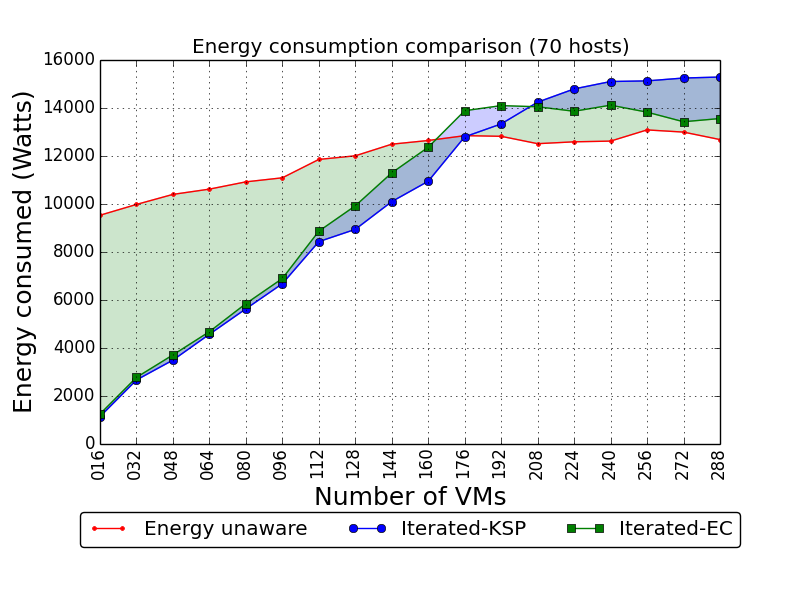 Energy consumption comparison (70 hosts)
Energy consumed (Watts)
16000
14000
12000
10000
8000
6000
4000
2000
0
016 032 048 064 080 096 112 128 144 160 176 192 208 224 240 256 272 288
Number of VMs
Energy unaware Iterated-KSP Iterated-EC